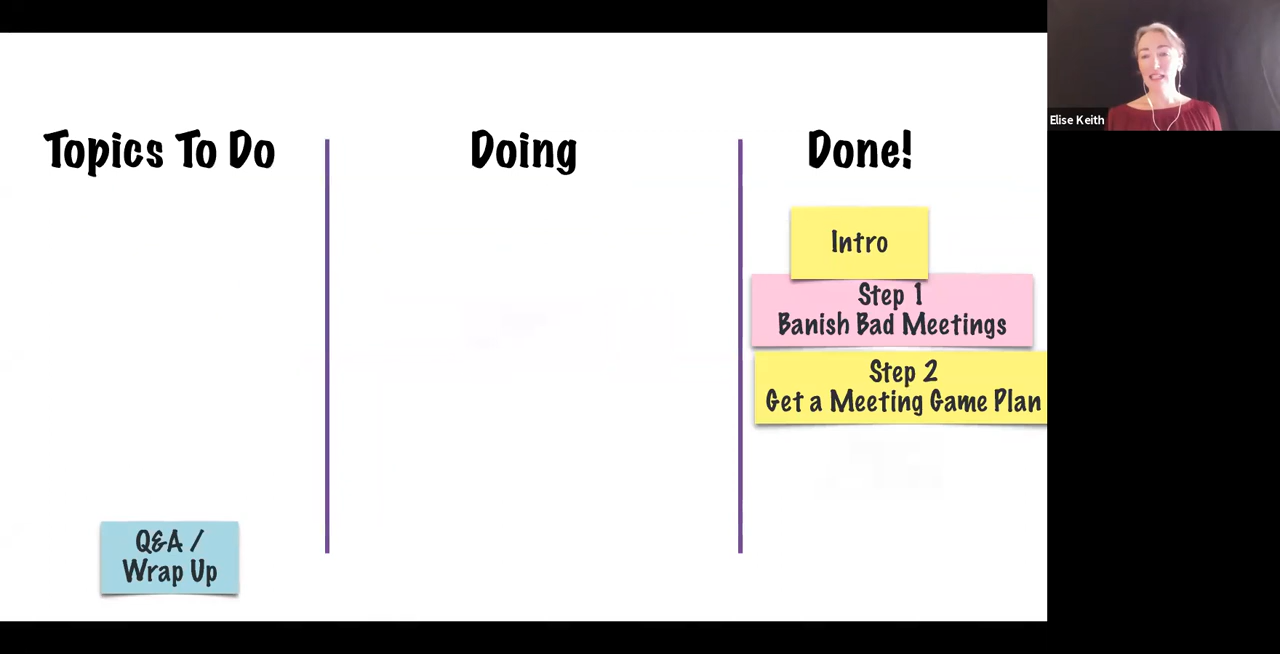 Topics To Do
Doing
Done!
Intro
Step 1
Banish Bad Meetings
Step 2
Get a Meeting Game Plan
Q&A /
Wrap Up
Elise Keith